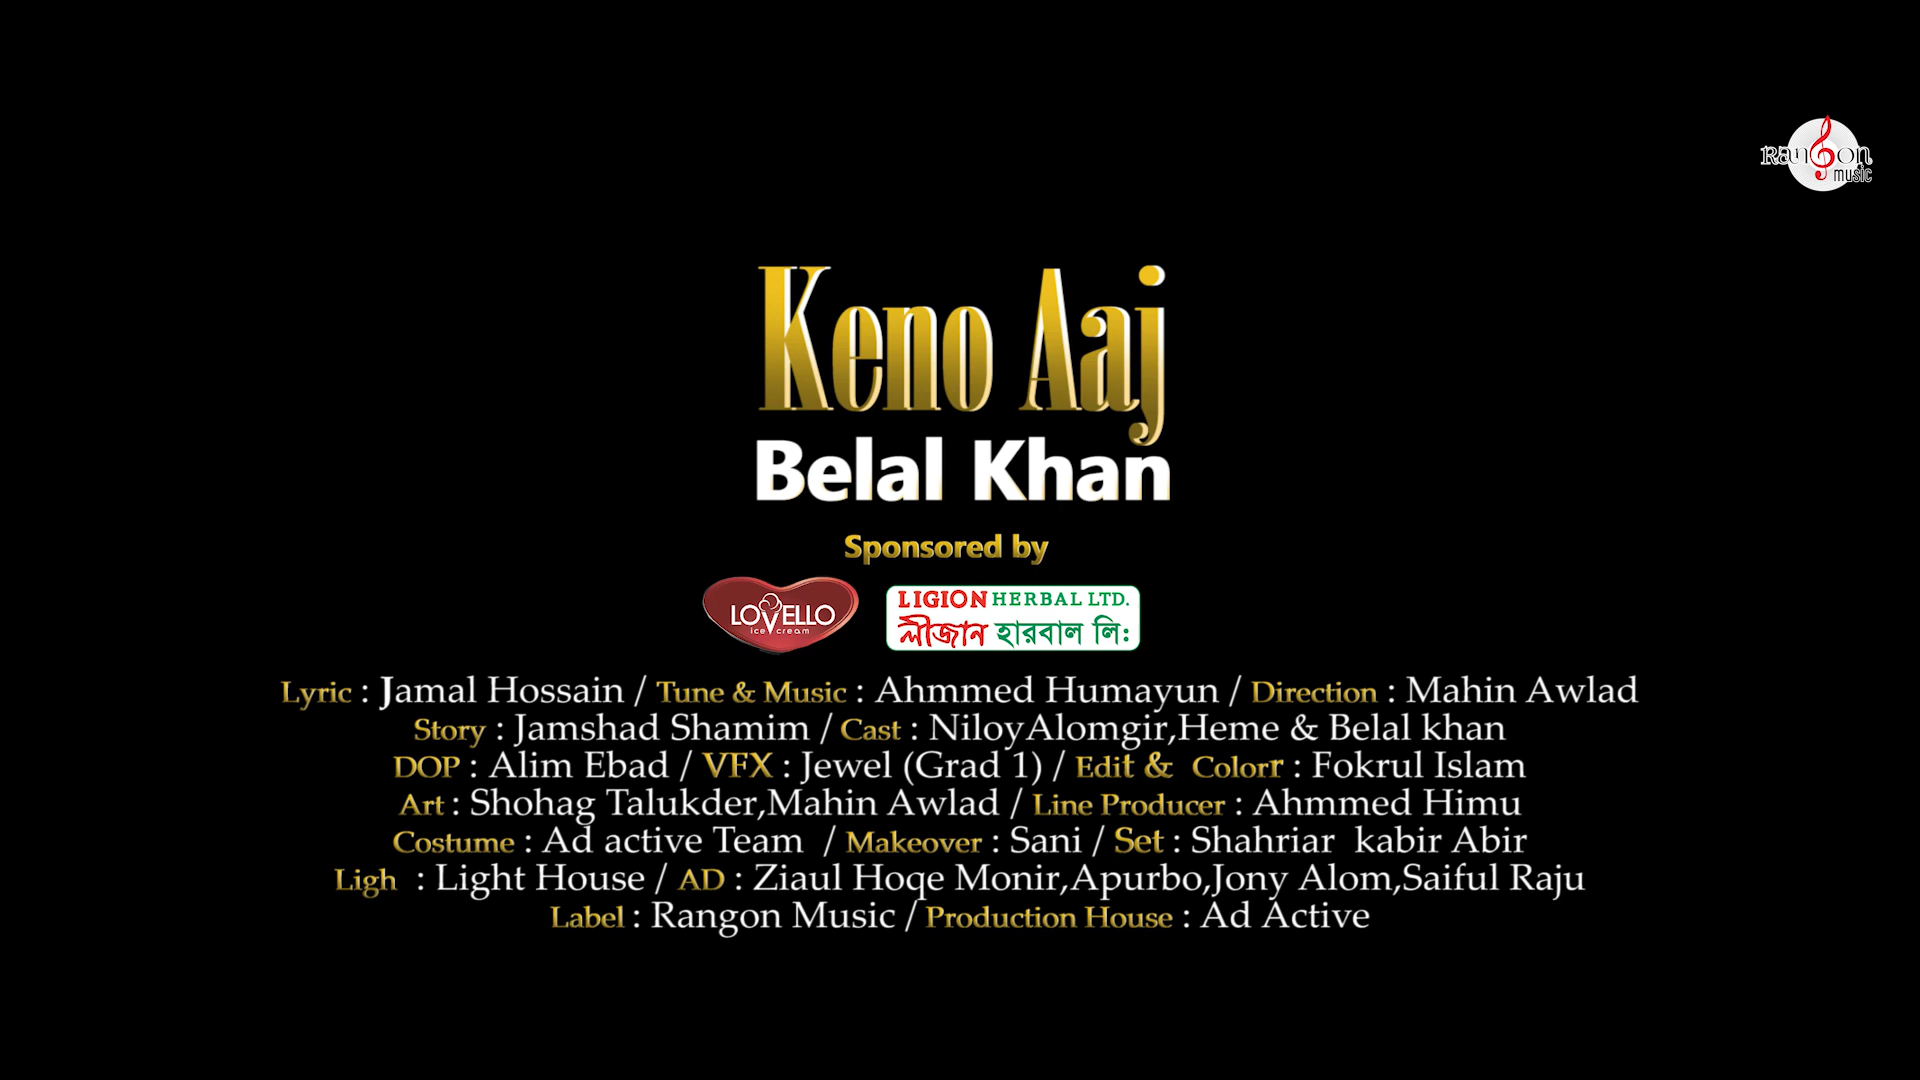 Rangon
music
Keno Aaj
Belal Khan
Sponsored by
LOVELLO
ice cream
LIGION HERBAL LTD.
লীজান হারবাল লি:
Lyric : Jamal Hossain / Tune & Music : Ahmmed Humayun / Direction : Mahin Awlad
Story : Jamshad Shamim / Cast : NiloyAlomgir,Heme & Belal khan
DOP : Alim Ebad / VFX : Jewel (Grad 1) / Edit & Colorr : Fokrul Islam
Art : Shohag Talukder,Mahin Awlad / Line Producer : Ahmmed Himu
Costume : Ad active Team / Makeover : Sani / Set : Shahriar kabir Abir
Ligh : Light House / AD : Ziaul Hoqe Monir,Apurbo,Jony Alom,Saiful Raju
Label : Rangon Music / Production House : Ad Active